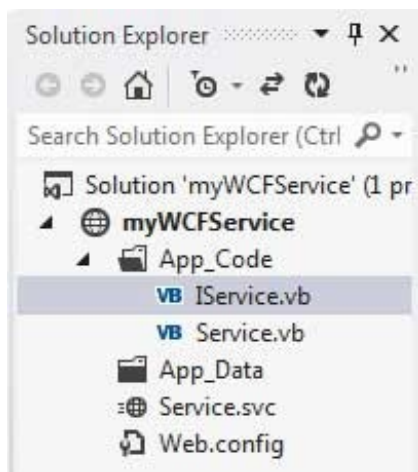 Solution Explorer
Search Solution Explorer (Ctrl
Solution 'myWCFService' (1 pr
myWCFService
App_Code
VB IService.vb
VB Service.vb
App_Data
Service.svc
Web.config